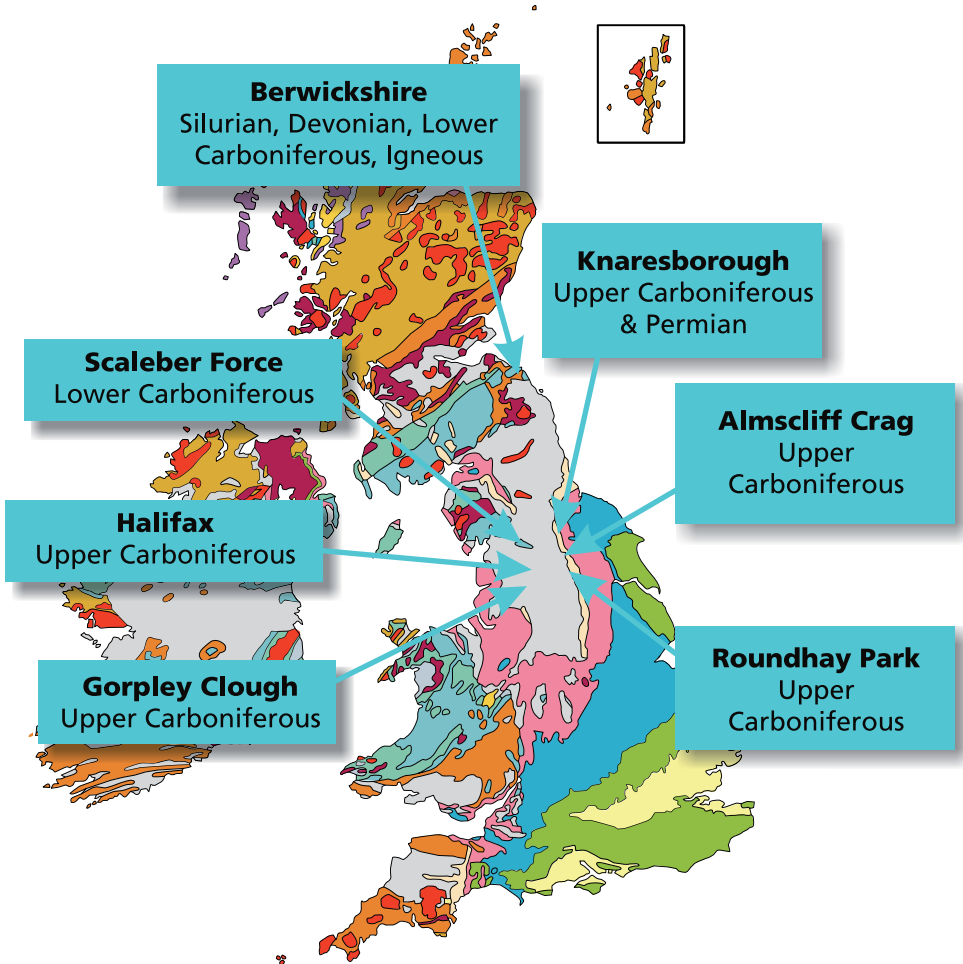 Berwickshire
Silurian, Devonian, Lower
Carboniferous, Igneous
Knaresborough
Upper Carboniferous
& Permian
Scaleber Force
Lower Carboniferous
Almscliff Crag
Upper
Carboniferous
Halifax
Upper Carboniferous
Roundhay Park
Upper
Carboniferous
Gorpley Clough
Upper Carboniferous